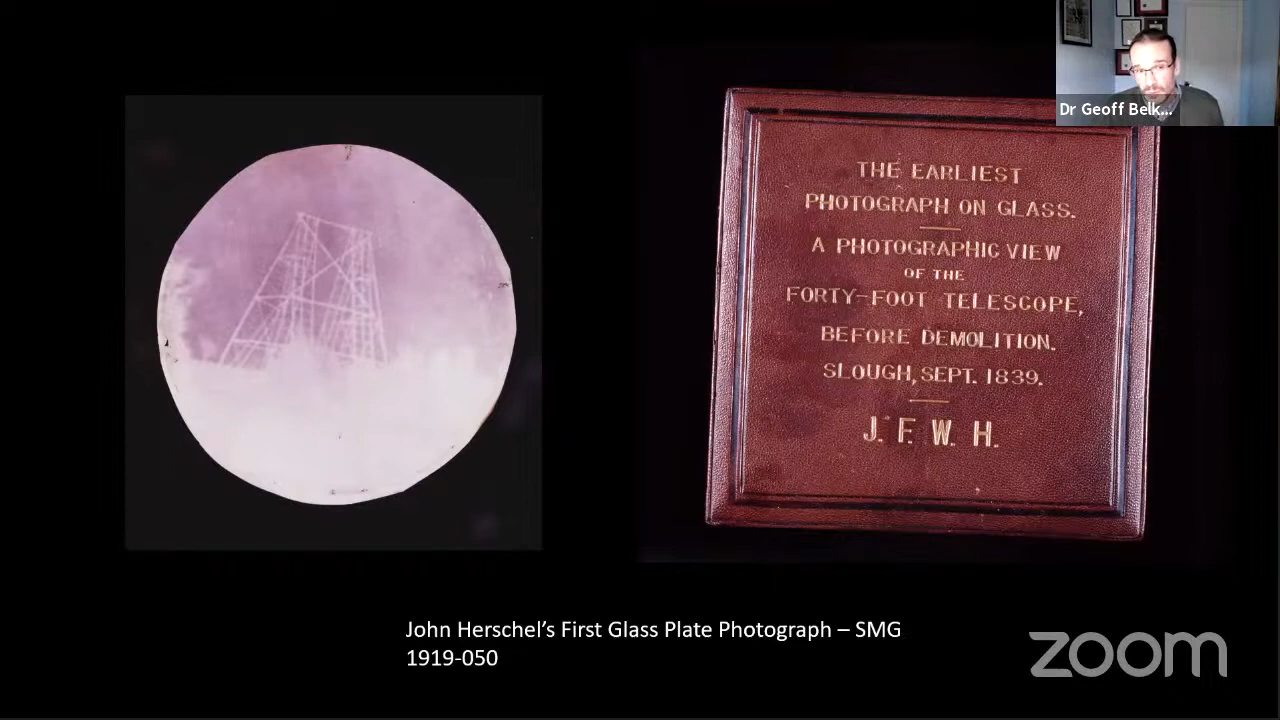 Dr Geoff Belk...
THE EARLIEST
PHOTOGRAPH ON GLASS.
A PHOTOGRAPHIC VIEW
OF THE
FORTY-FOOT TELESCOPE,
BEFORE DEMOLITION.
SLOUGH, SEPT. 1839.
J. F. W. H.
John Herschel’s First Glass Plate Photograph – SMG
1919-050
zoom